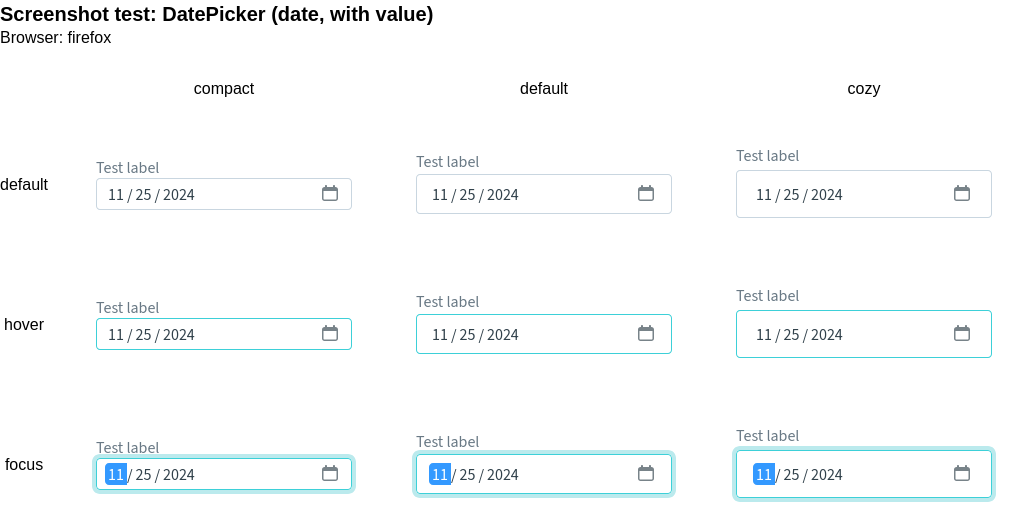 Screenshot test: DatePicker (date, with value)
Browser: firefox
compact default cozy
default
Test label Test label Test label
11 / 25 / 2024 11 / 25 / 2024 11 / 25 / 2024
hover
Test label Test label Test label
11 / 25 / 2024 11 / 25 / 2024 11 / 25 / 2024
focus
Test label Test label Test label
11 / 25 / 2024 11 / 25 / 2024 11 / 25 / 2024